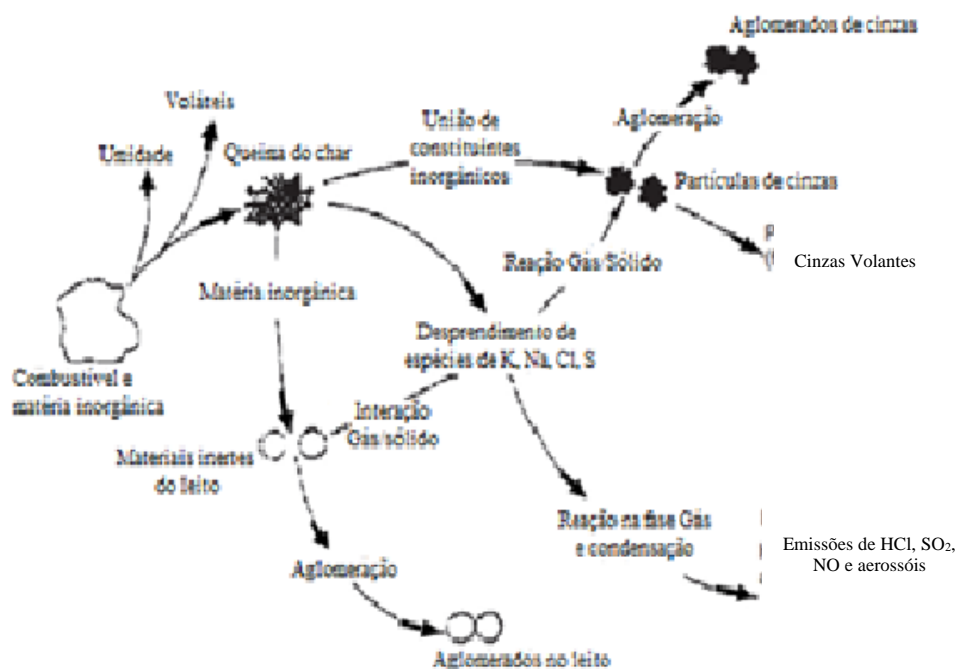 Aglomerados de cinzas
Voláteis
Umidade
Queima do char
União de
constituintes
inorgânicos
Aglomeração
Partículas de cinzas
Cinzas Volantes
Reação Gás/Sólido
Matéria inorgânica
Desprendimento de
espécies de K, Na, Cl, S
Combustível e
matéria inorgânica
Interação
Gás/sólido
Materiais inertes
do leito
Reação na fase Gás
e condensação
Emissões de HCl, SO₂,
NO e aerossóis
Aglomeração
Aglomerados no leito